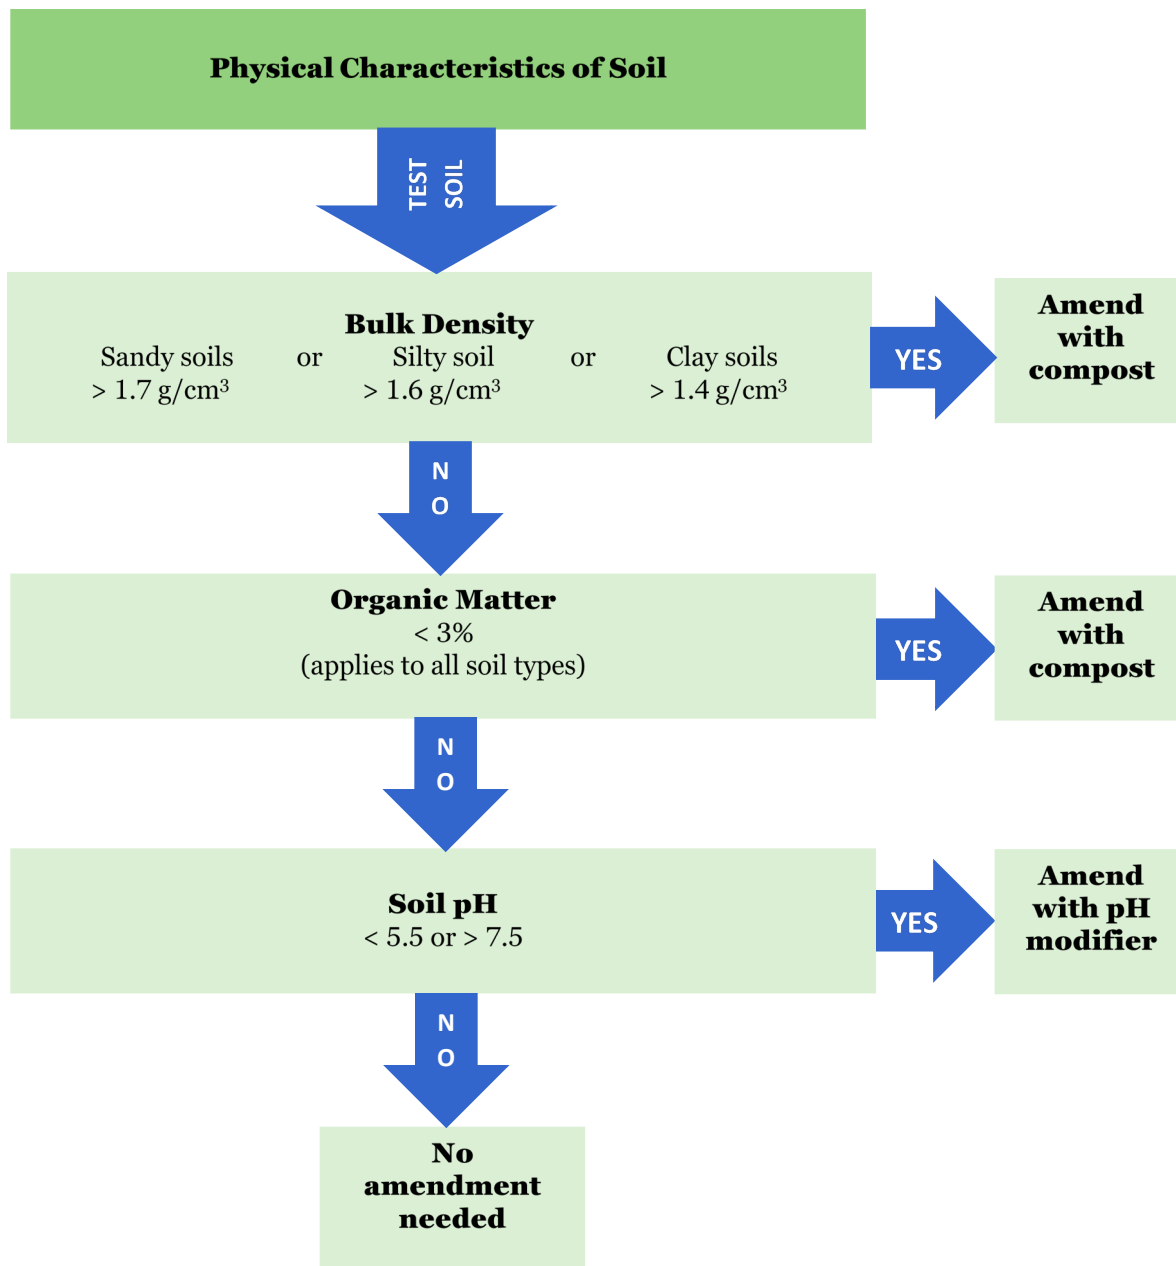 Physical Characteristics of Soil
TEST
SOIL
Bulk Density
Sandy soils or Silty soil or Clay soils
> 1.7 g/cm³ > 1.6 g/cm³ > 1.4 g/cm³
YES
Amend
with
compost
N
O
Organic Matter
< 3%
(applies to all soil types)
YES
Amend
with
compost
N
O
Soil pH
< 5.5 or > 7.5
YES
Amend
with pH
modifier
N
O
No
amendment
needed